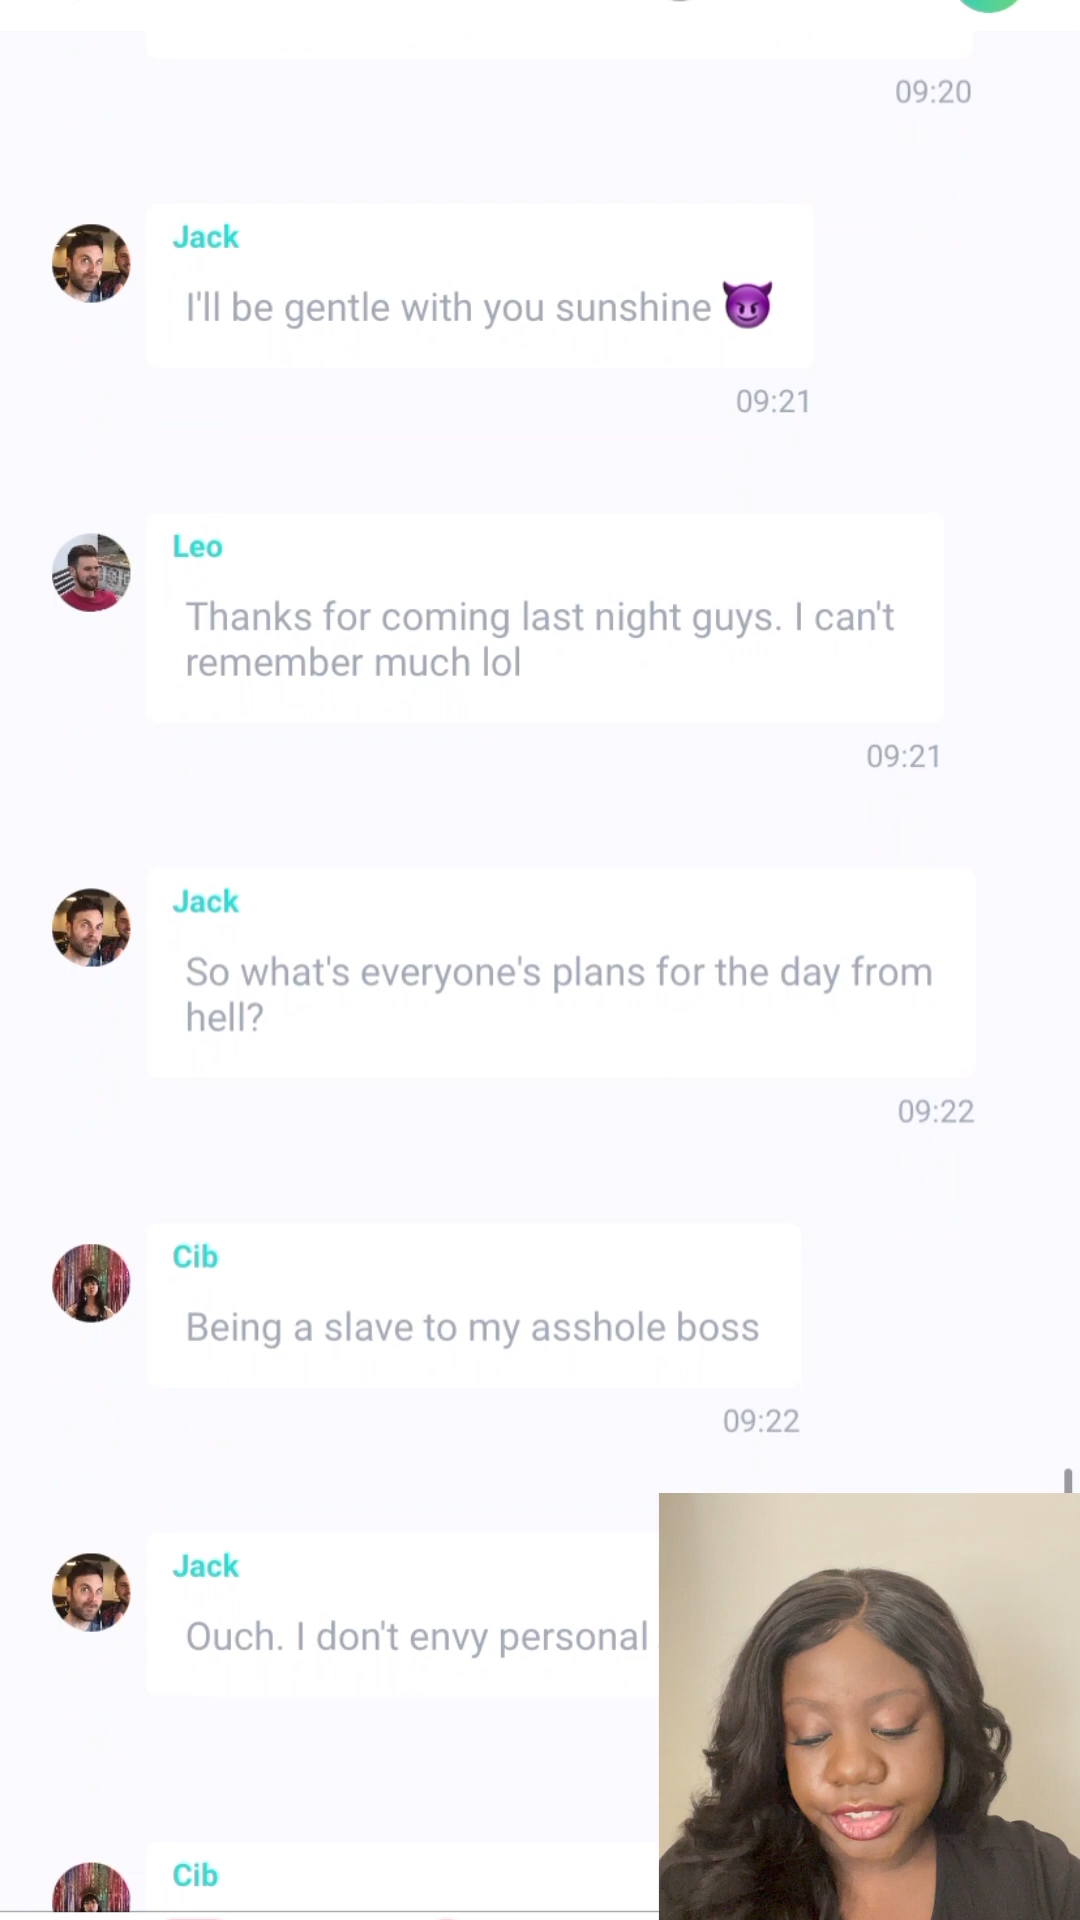 09:20
Jack
I'll be gentle with you sunshine 😈
09:21
Leo
Thanks for coming last night guys. I can't
remember much lol
09:21
Jack
So what's everyone's plans for the day from
hell?
09:22
Cib
Being a slave to my asshole boss
09:22
Jack
Ouch. I don't envy personal
Cib